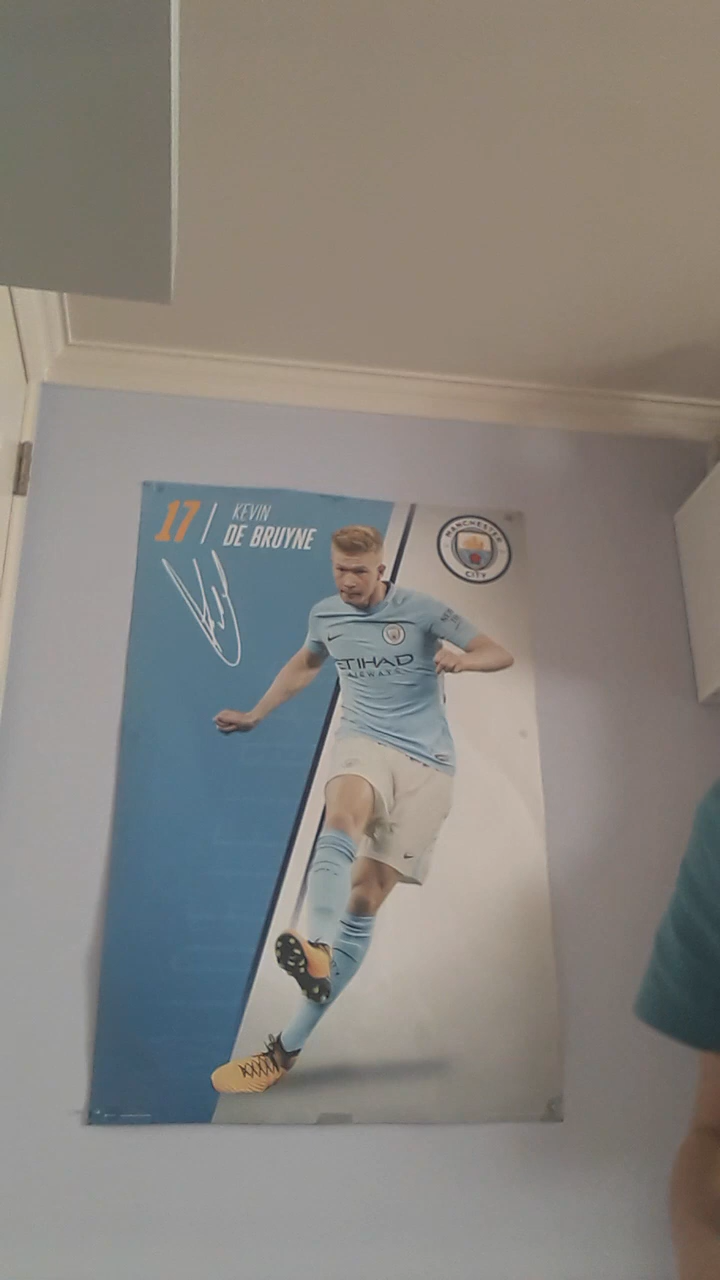 17 / KEVIN
DE BRUYNE
MANCHESTER
CITY
ETIHAD
AIRWAYS